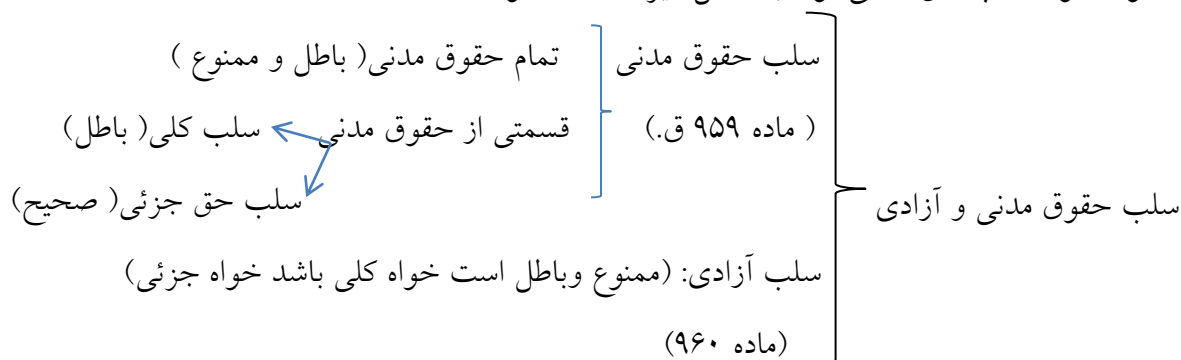 سلب حقوق مدنی تمام حقوق مدنی( باطل و ممنوع )
( ماده ۹۵۹ ق.) قسمتی از حقوق مدنی سلب کلی( باطل)
سلب حق جزئی( صحیح)
سلب حقوق مدنی و آزادی
سلب آزادی: (ممنوع وباطل است خواه کلی باشد خواه جزئی)
(ماده ۹۶۰)